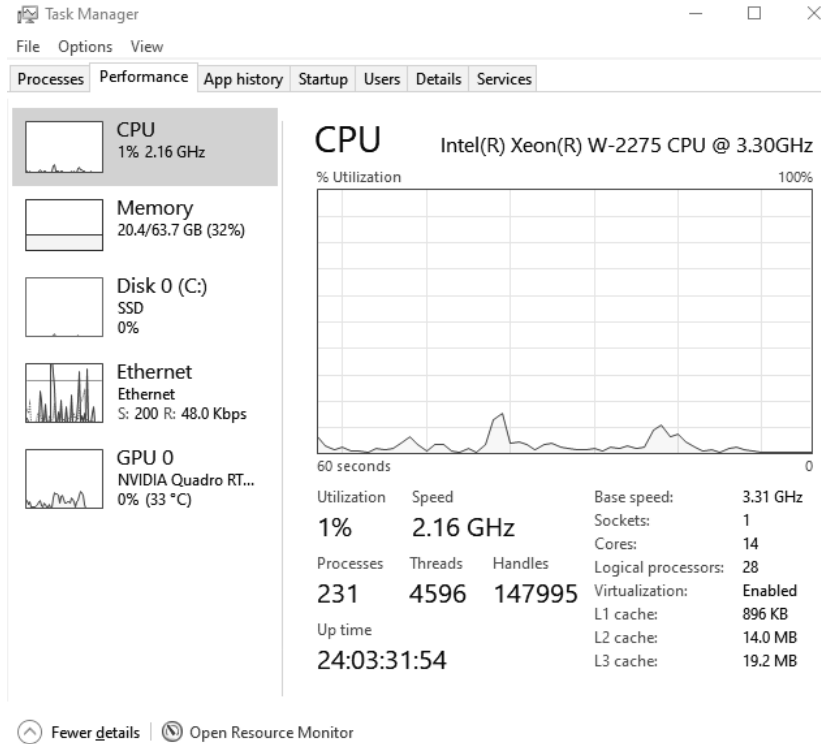 Task Manager
File Options View
Processes Performance App history Startup Users Details Services
CPU
1% 2.16 GHz
Memory
20.4/63.7 GB (32%)
Disk 0 (C:)
SSD
0%
Ethernet
Ethernet
S: 200 R: 48.0 Kbps
GPU 0
NVIDIA Quadro RT...
0% (33 °C)
CPU Intel(R) Xeon(R) W-2275 CPU @ 3.30GHz
% Utilization 100%
60 seconds 0
Utilization Speed
1% 2.16 GHz
Processes Threads Handles
231 4596 147995
Up time
24:03:31:54
Base speed: 3.31 GHz
Sockets: 1
Cores: 14
Logical processors: 28
Virtualization: Enabled
L1 cache: 896 KB
L2 cache: 14.0 MB
L3 cache: 19.2 MB
Fewer details Open Resource Monitor